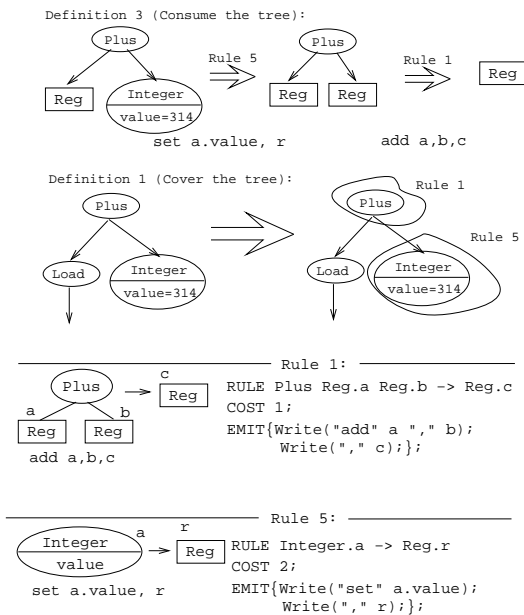 Definition 3 (Consume the tree):
Plus
Rule 5
Plus
Rule 1
Reg
Integer
value=314
Reg
Reg
Reg
set a.value, r
add a,b,c
Definition 1 (Cover the tree):
Plus
Rule 1
Plus
Rule 5
Load
Integer
value=314
Load
Integer
value=314
Rule 1:
Plus
c
Reg
a
b
Reg
Reg
add a,b,c
RULE Plus Reg.a Reg.b -> Reg.c
COST 1;
EMIT{Write("add" a "," b);
Write("," c);};
Rule 5:
Integer
value
a
r
Reg
set a.value, r
RULE Integer.a -> Reg.r
COST 2;
EMIT{Write("set" a.value);
Write("," r);};